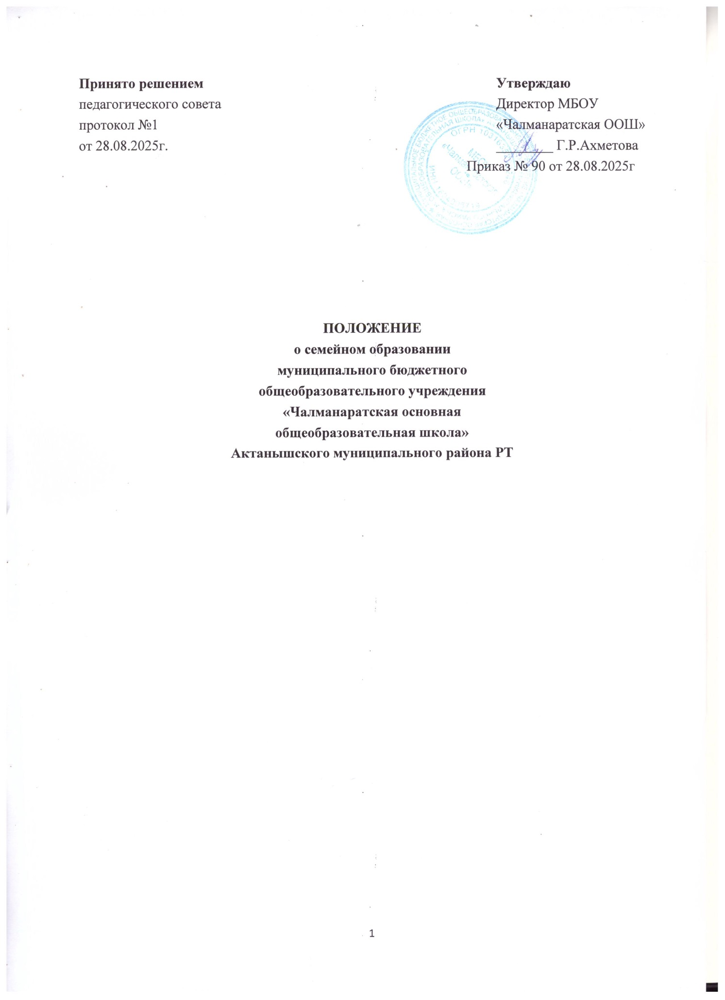 Принято решением
педагогического совета
протокол №1
от 28.08.2025г.
Утверждаю
Директор МБОУ
«Чалманаратская ООШ»
________ Г.Р.Ахметова
Приказ № 90 от 28.08.2025г
ПОЛОЖЕНИЕ
о семейном образовании
муниципального бюджетного
общеобразовательного учреждения
«Чалманаратская основная
общеобразовательная школа»
Актанышского муниципального района РТ
1